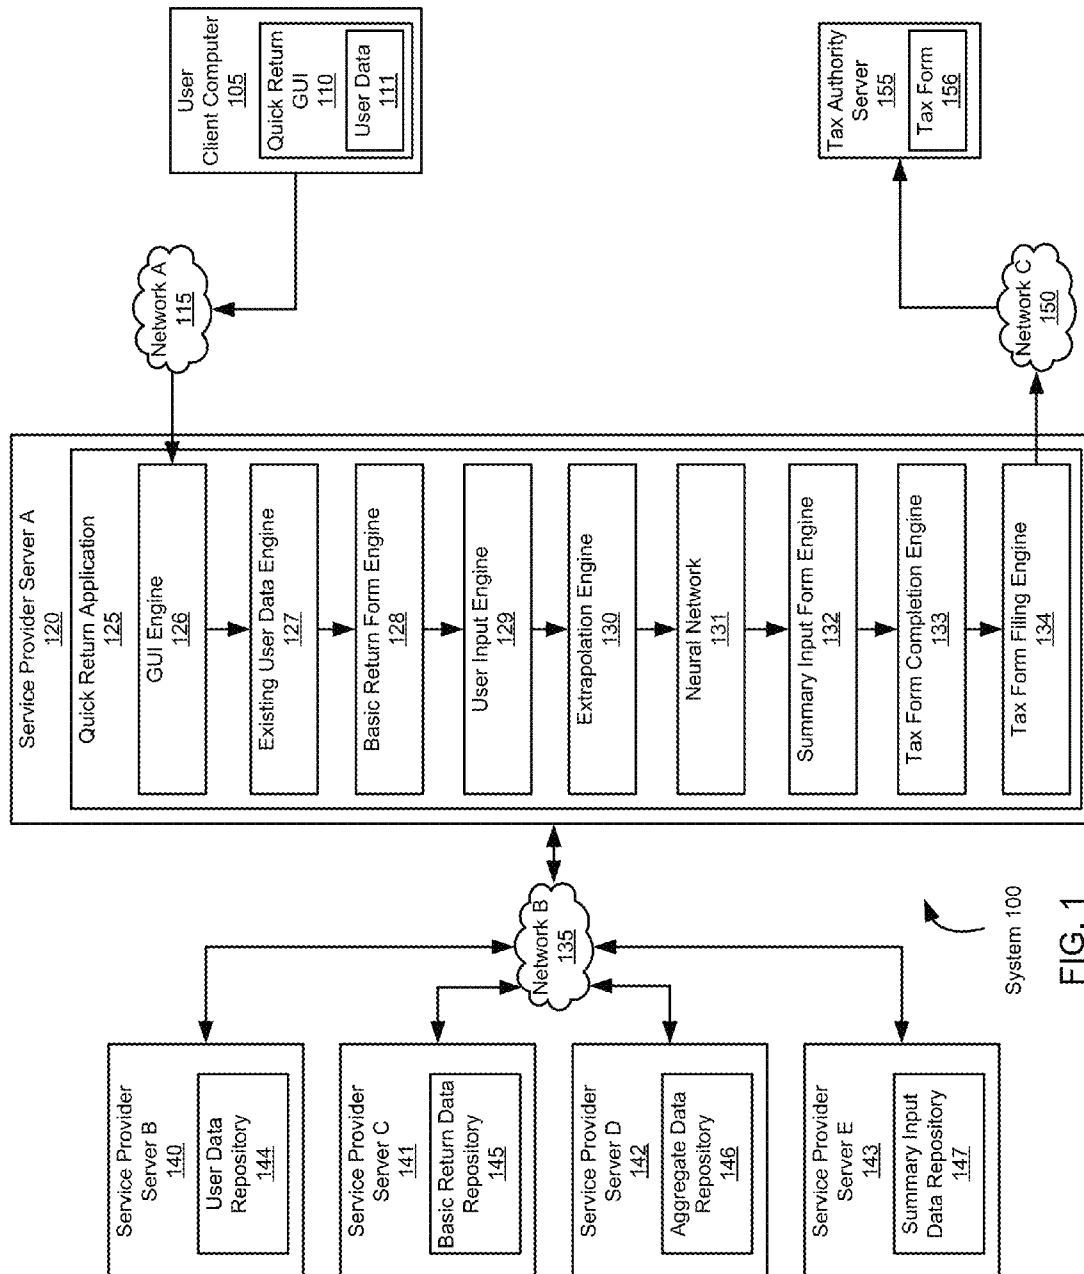 User
Client Computer
105
Quick Return
GUI
110
User Data
111
Network A
115
Tax Authority
Server
155
Tax Form
156
Network C
150
Service Provider Server A
120
Quick Return Application
125
GUI Engine
126
Existing User Data Engine
127
Basic Return Form Engine
128
User Input Engine
129
Extrapolation Engine
130
Neural Network
131
Summary Input Form Engine
132
Tax Form Completion Engine
133
Tax Form Filing Engine
134
Network B
135
Service Provider
Server B
140
User Data
Repository
144
Service Provider
Server C
141
Basic Return Data
Repository
145
Service Provider
Server D
142
Aggregate Data
Repository
146
Service Provider
Server E
143
Summary Input
Data Repository
147
System 100
FIG. 1